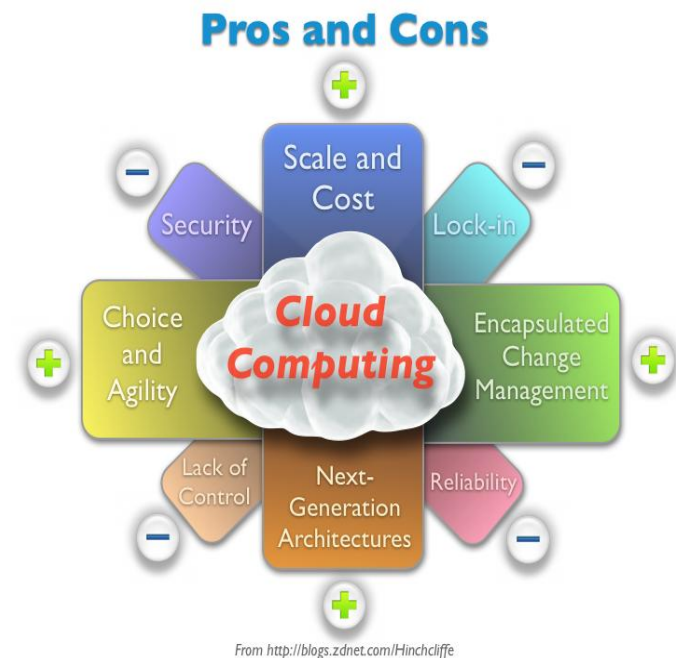 Pros and Cons
Scale and
Cost
Security
Lock-in
Choice
and
Agility
Cloud
Computing
Encapsulated
Change
Management
Lack of
Control
Next-
Generation
Architectures
Reliability
From http://blogs.zdnet.com/Hinchcliffe